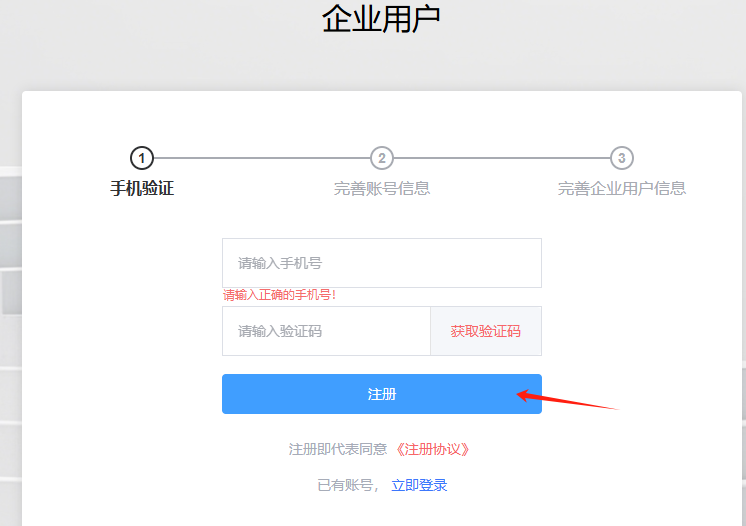 企业用户
1 2 3
手机验证 完善账号信息 完善企业用户信息
请输入手机号
请输入正确的手机号!
请输入验证码 获取验证码
注册
注册即代表同意 《注册协议》
已有账号， 立即登录